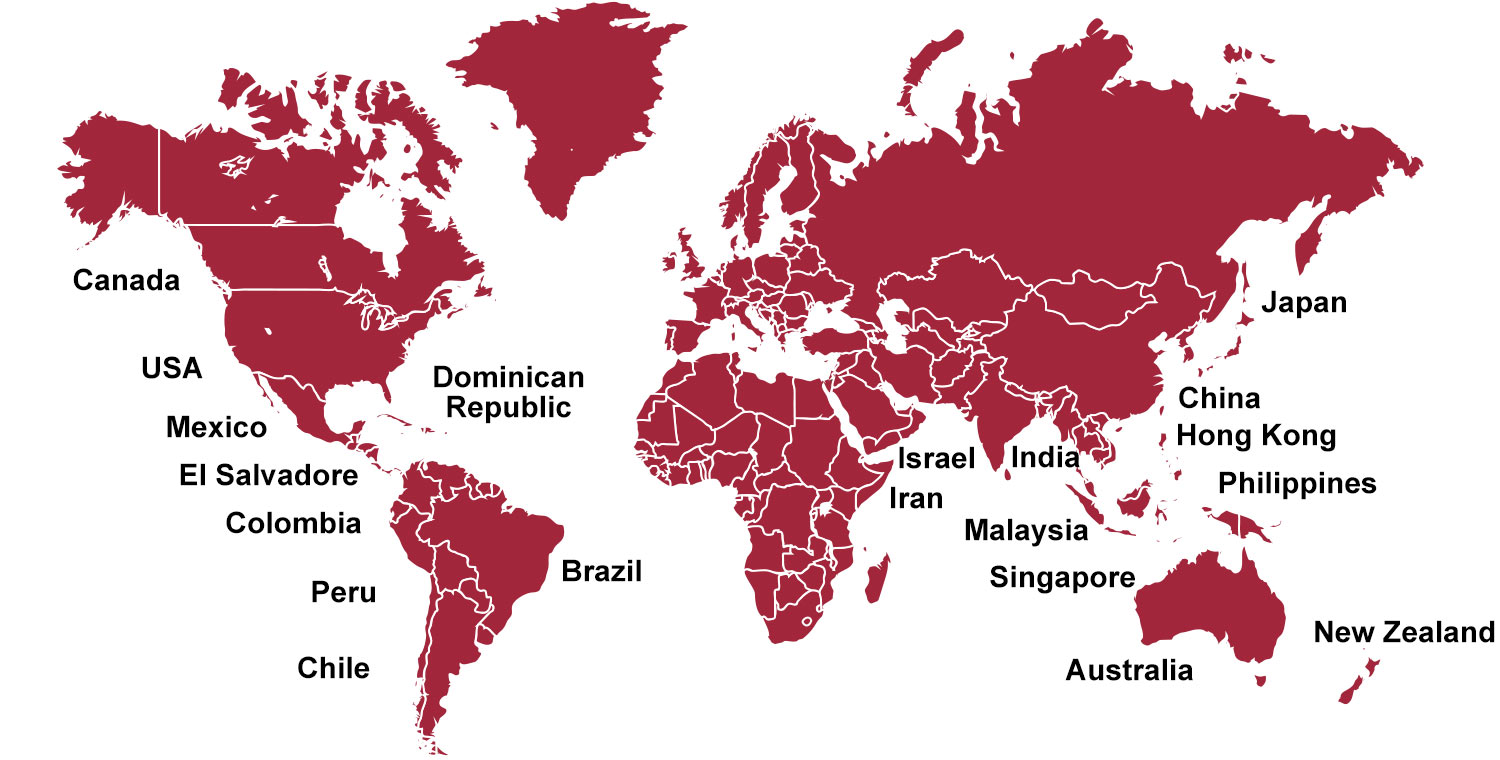 Canada
USA
Mexico
El Salvadore
Colombia
Peru
Chile
Dominican
Republic
Brazil
Israel
Iran
India
Malaysia
Singapore
Australia
Japan
China
Hong Kong
Philippines
New Zealand